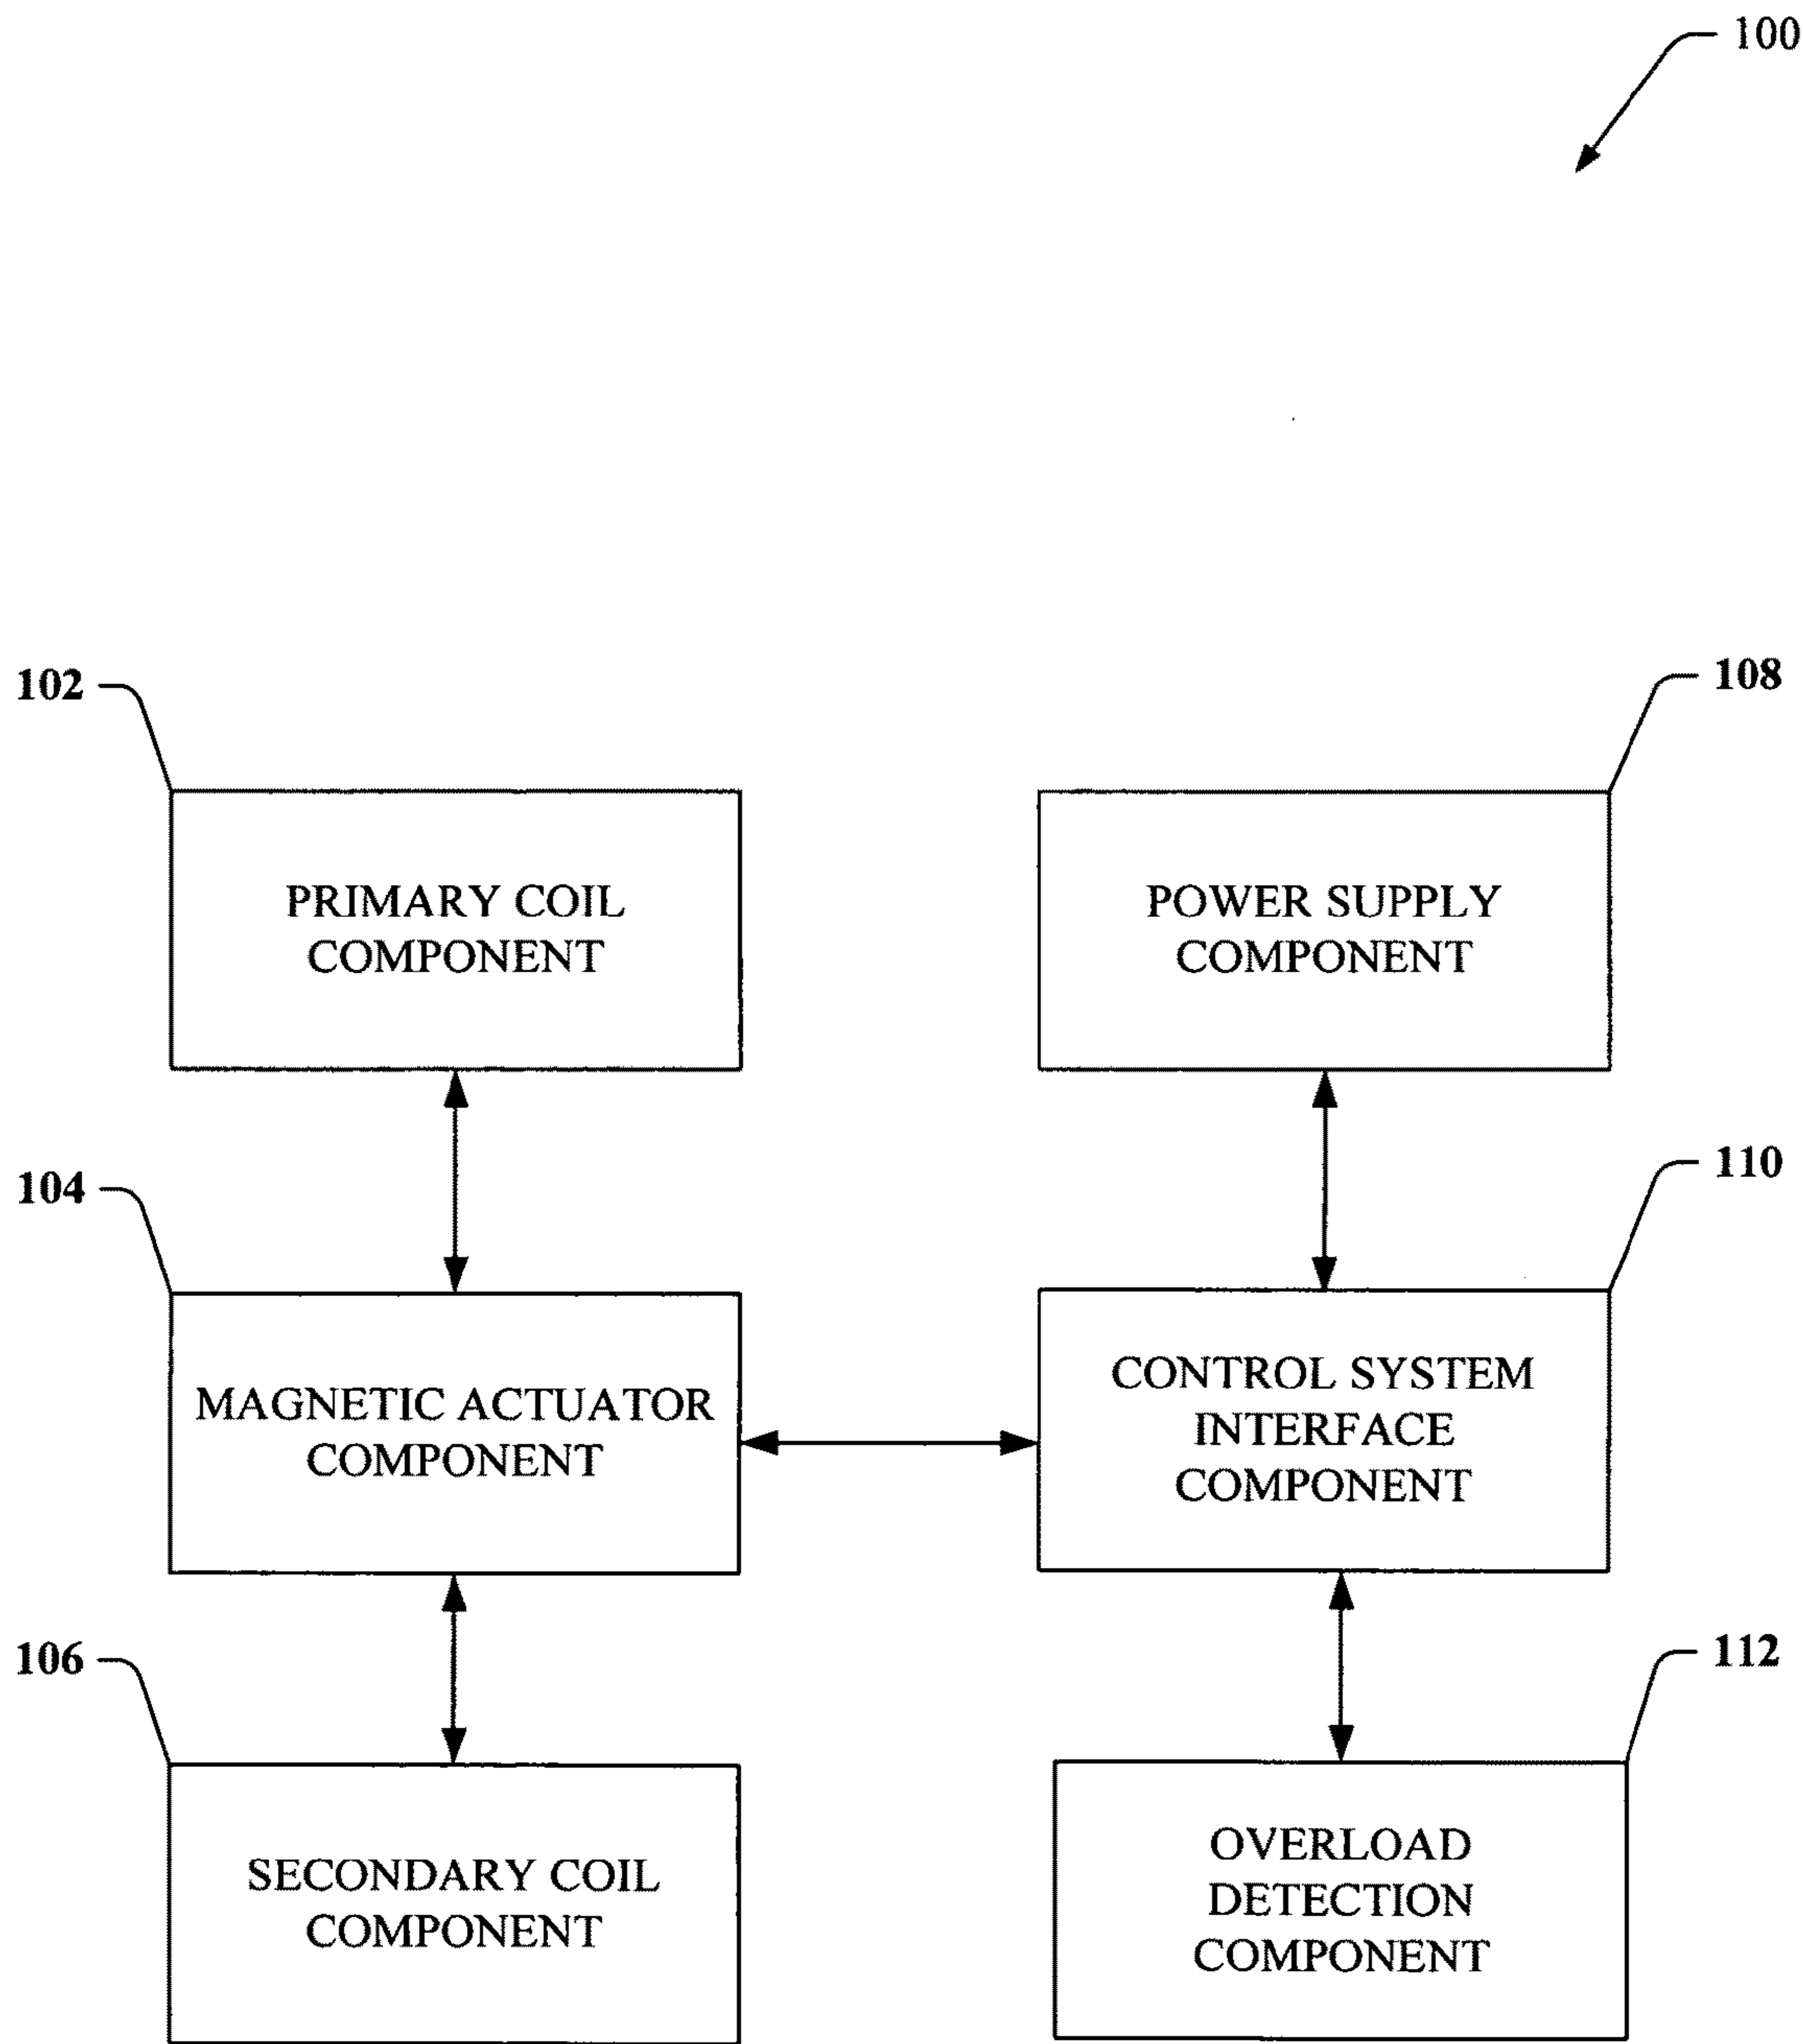 100
102
108
PRIMARY COIL
COMPONENT
POWER SUPPLY
COMPONENT
104
110
MAGNETIC ACTUATOR
COMPONENT
CONTROL SYSTEM
INTERFACE
COMPONENT
106
112
SECONDARY COIL
COMPONENT
OVERLOAD
DETECTION
COMPONENT